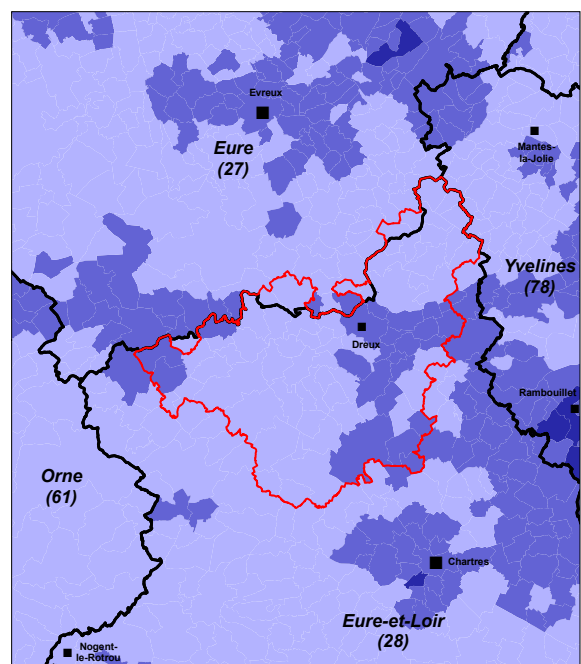 Evreux
Eure
(27)
Mantes-
la-Jolie
Yvelines
(78)
Dreux
Rambouillet
Orne
(61)
Chartres
Eure-et-Loir
(28)
Nogent-
le-Rotrou